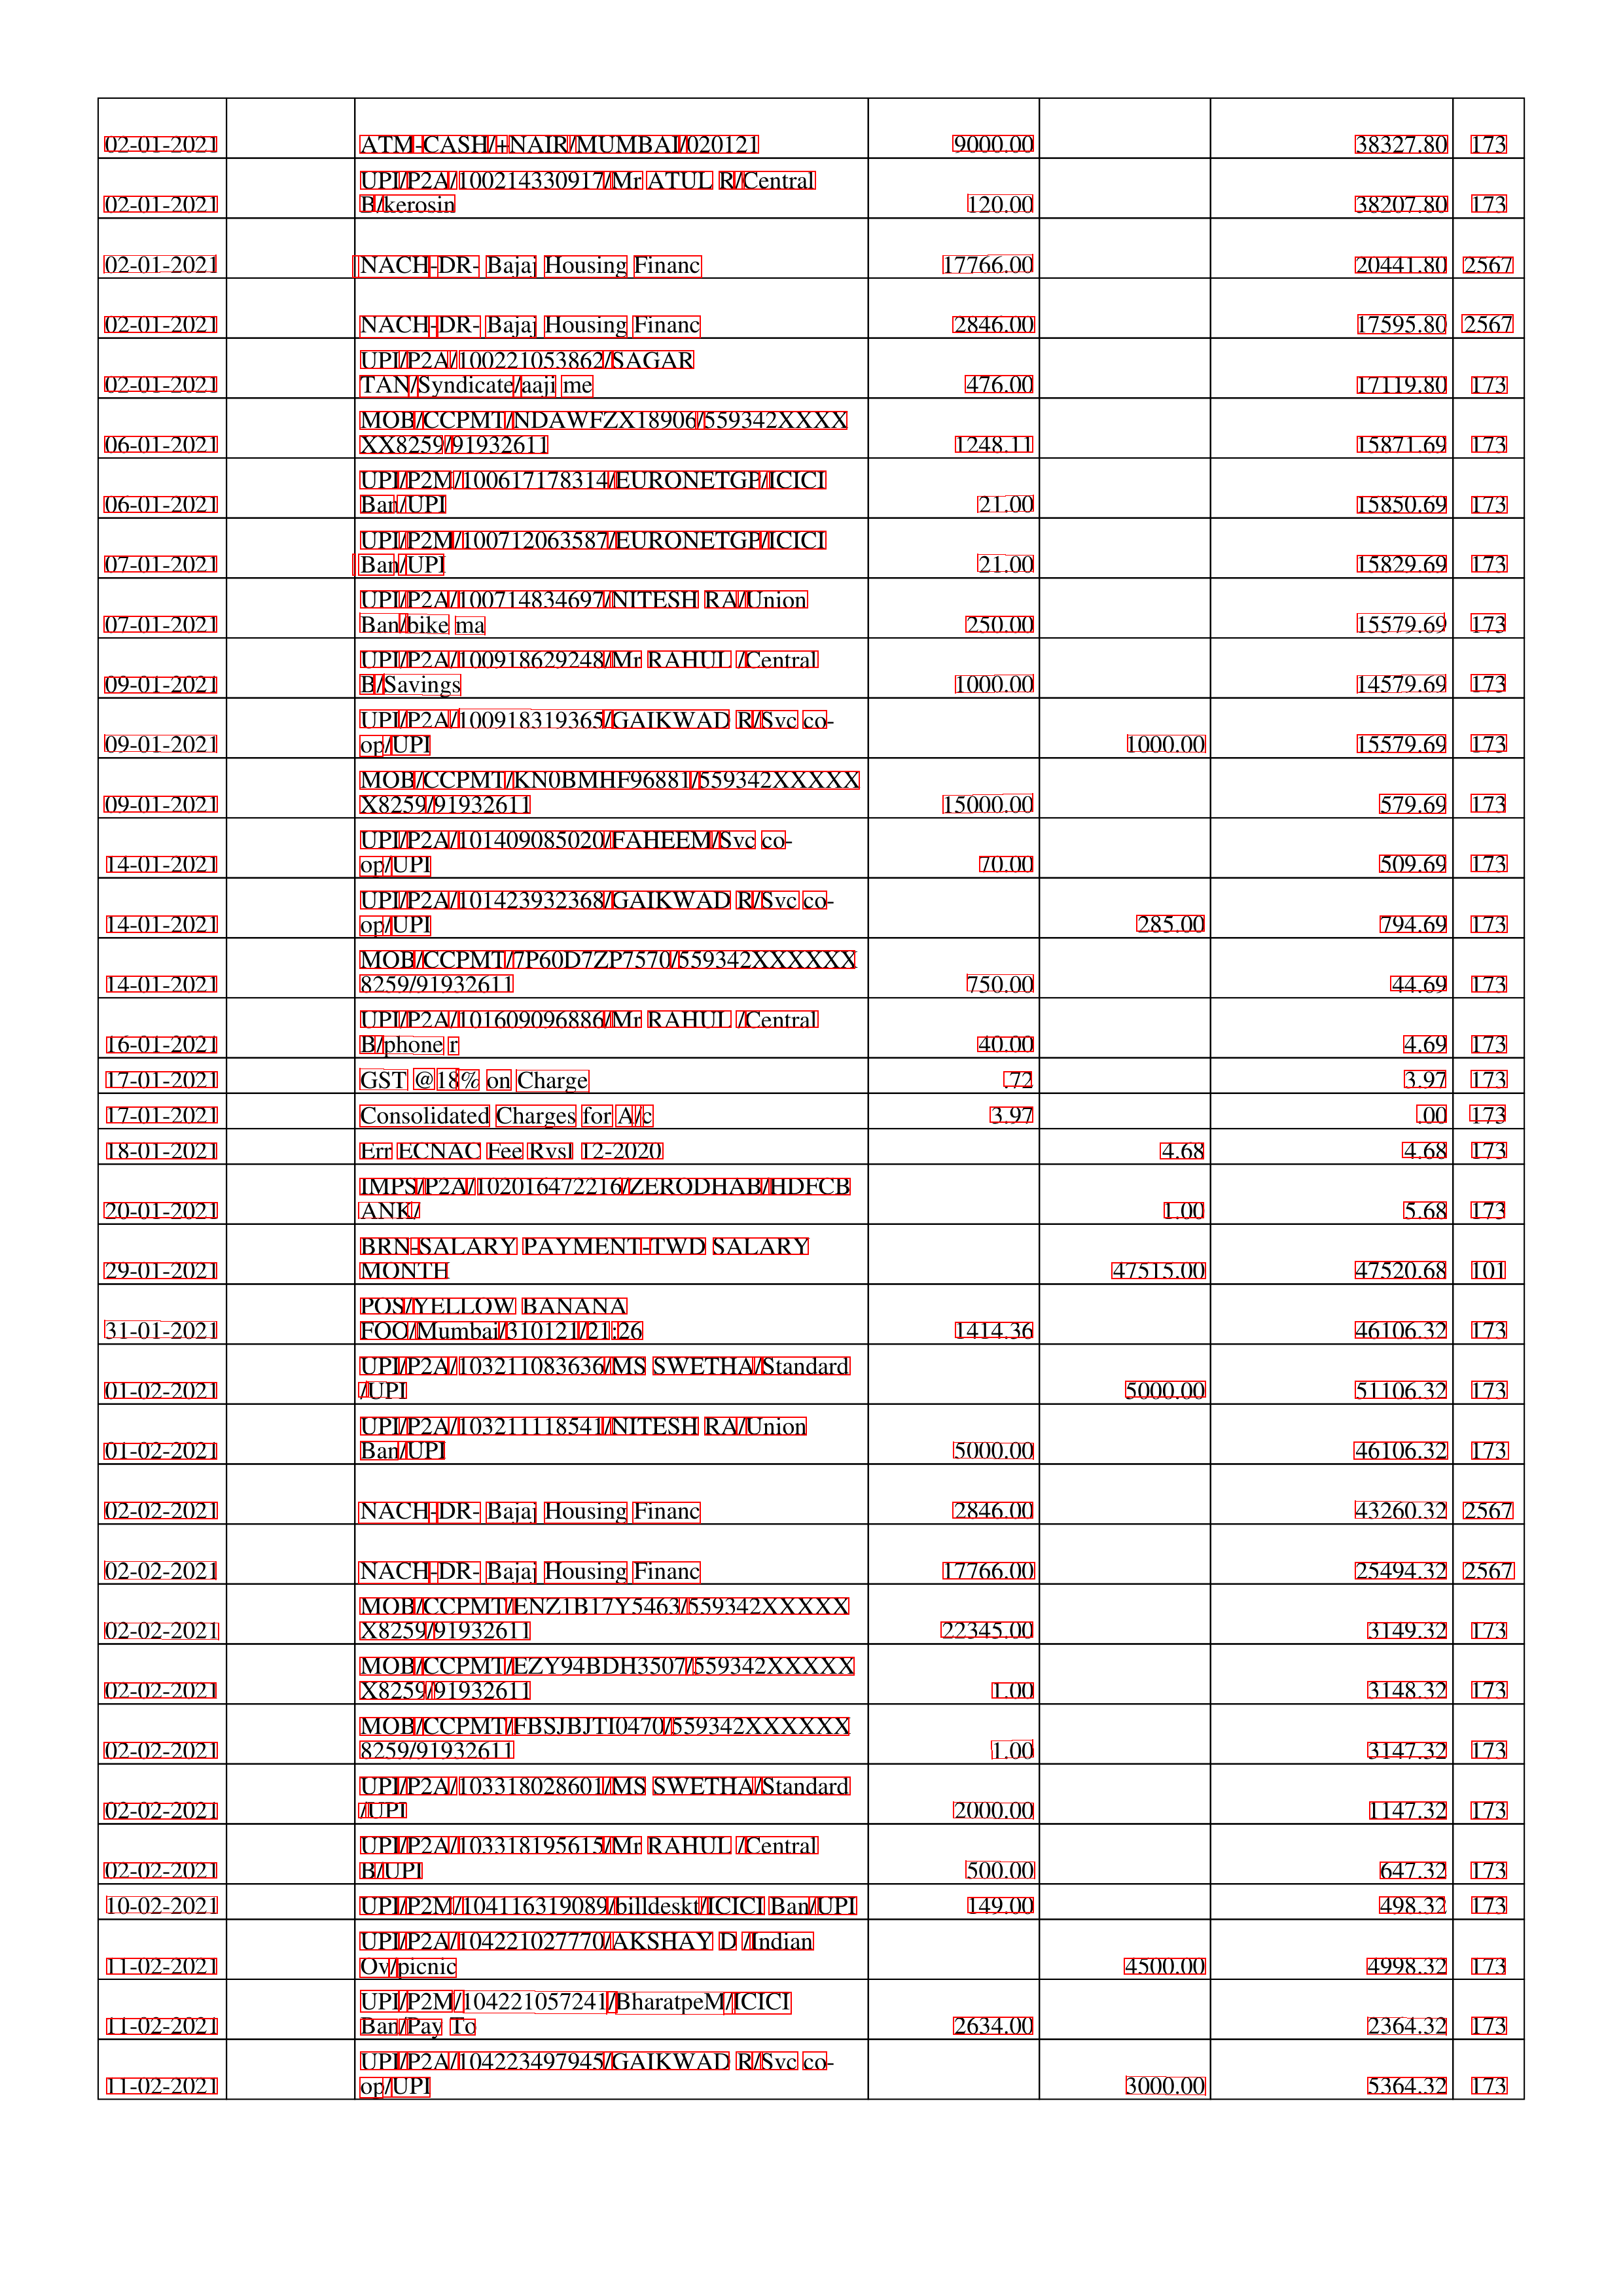 02-01-2021 ATM-CASH/+NAIR/MUMBAI/020121 9000.00 38327.80 173
UPI/P2A/100214330917/Mr ATUL R/Central
02-01-2021 B/kerosin 120.00 38207.80 173
02-01-2021 NACH-DR- Bajaj Housing Financ 17766.00 20441.80 2567
02-01-2021 NACH-DR- Bajaj Housing Financ 2846.00 17595.80 2567
UPI/P2A/100221053862/SAGAR
02-01-2021 TAN/Syndicate/aaji me 476.00 17119.80 173
MOB/CCPMT/NDAWFZX18906/559342XXXX
06-01-2021 XX8259/91932611 1248.11 15871.69 173
UPI/P2M/100617178314/EURONETGP/ICICI
06-01-2021 Ban/UPI 21.00 15850.69 173
UPI/P2M/100712063587/EURONETGP/ICICI
07-01-2021 Ban/UPI 21.00 15829.69 173
UPI/P2A/100714834697/NITESH RA/Union
07-01-2021 Ban/bike ma 250.00 15579.69 173
UPI/P2A/100918629248/Mr RAHUL /Central
09-01-2021 B/Savings 1000.00 14579.69 173
UPI/P2A/100918319365/GAIKWAD R/Svc co-
09-01-2021 op/UPI 1000.00 15579.69 173
MOB/CCPMT/KN0BMHF96881/559342XXXXX
09-01-2021 X8259/91932611 15000.00 579.69 173
UPI/P2A/101409085020/FAHEEM/Svc co-
14-01-2021 op/UPI 70.00 509.69 173
UPI/P2A/101423932368/GAIKWAD R/Svc co-
14-01-2021 op/UPI 285.00 794.69 173
MOB/CCPMT/7P60D7ZP7570/559342XXXXXX
14-01-2021 8259/91932611 750.00 44.69 173
UPI/P2A/101609096886/Mr RAHUL /Central
16-01-2021 B/phone r 40.00 4.69 173
17-01-2021 GST @18% on Charge .72 3.97 173
17-01-2021 Consolidated Charges for A/c 3.97 .00 173
18-01-2021 Err ECNAC Fee Rvsl 12-2020 4.68 4.68 173
IMPS/P2A/102016472216/ZERODHAB/HDFCB
20-01-2021 ANK/ 1.00 5.68 173
BRN-SALARY PAYMENT-TWD SALARY
29-01-2021 MONTH 47515.00 47520.68 101
POS/YELLOW BANANA
31-01-2021 FOO/Mumbai/310121/21:26 1414.36 46106.32 173
UPI/P2A/103211083636/MS SWETHA/Standard
01-02-2021 /UPI 5000.00 51106.32 173
UPI/P2A/103211118541/NITESH RA/Union
01-02-2021 Ban/UPI 5000.00 46106.32 173
02-02-2021 NACH-DR- Bajaj Housing Financ 2846.00 43260.32 2567
02-02-2021 NACH-DR- Bajaj Housing Financ 17766.00 25494.32 2567
MOB/CCPMT/ENZ1B17Y5463/559342XXXXX
02-02-2021 X8259/91932611 22345.00 3149.32 173
MOB/CCPMT/EZY94BDH3507/559342XXXXX
02-02-2021 X8259/91932611 1.00 3148.32 173
MOB/CCPMT/FBSJBJTI0470/559342XXXXXX
02-02-2021 8259/91932611 1.00 3147.32 173
UPI/P2A/103318028601/MS SWETHA/Standard
02-02-2021 /UPI 2000.00 1147.32 173
UPI/P2A/103318195615/Mr RAHUL /Central
02-02-2021 B/UPI 500.00 647.32 173
10-02-2021 UPI/P2M/104116319089/billdeskt/ICICI Ban/UPI 149.00 498.32 173
UPI/P2A/104221027770/AKSHAY D /Indian
11-02-2021 Ov/picnic 4500.00 4998.32 173
UPI/P2M/104221057241/BharatpeM/ICICI
11-02-2021 Ban/Pay To 2634.00 2364.32 173
UPI/P2A/104223497945/GAIKWAD R/Svc co-
11-02-2021 op/UPI 3000.00 5364.32 173